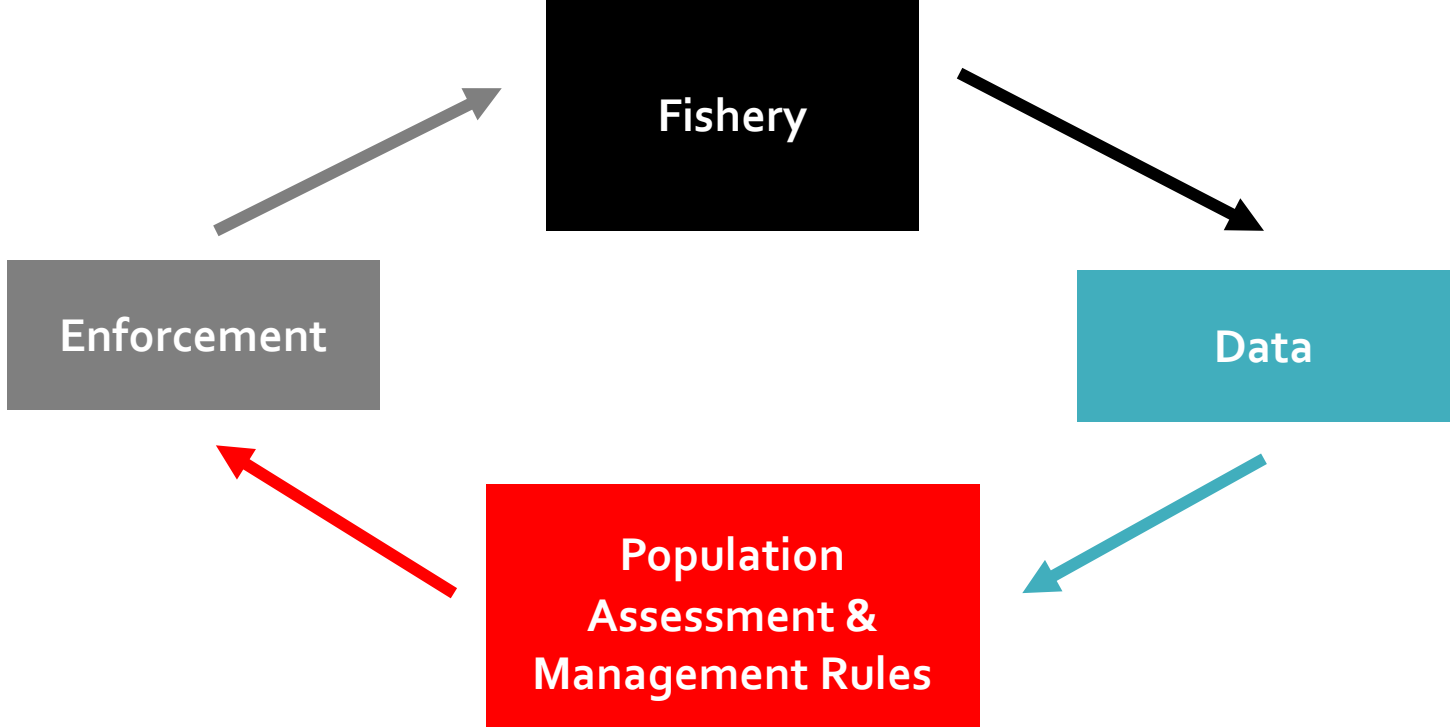 Fishery
Enforcement
Data
Population
Assessment &
Management Rules